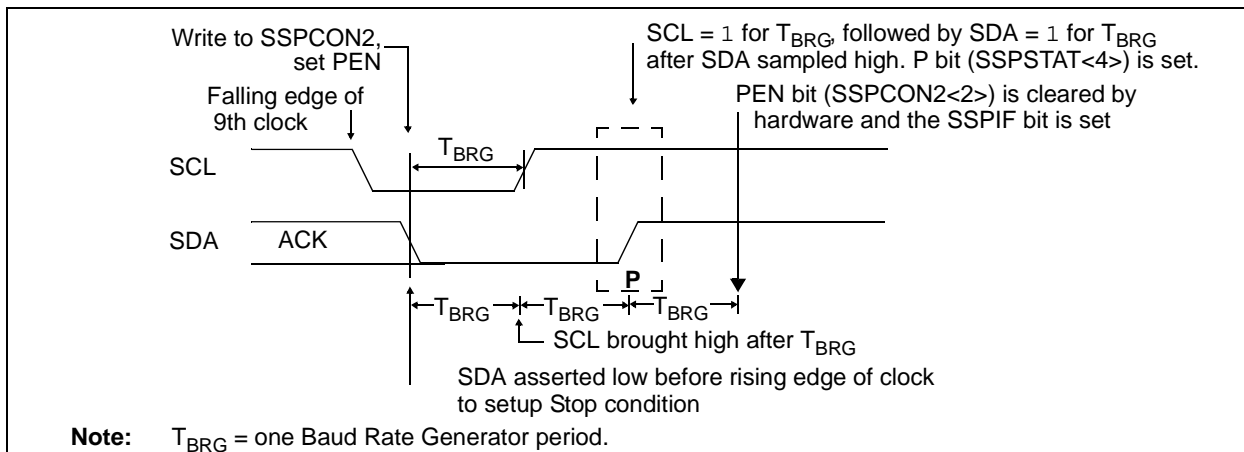 Write to SSPCON2,
set PEN
SCL = 1 for TBRG, followed by SDA = 1 for TBRG
after SDA sampled high. P bit (SSPSTAT<4>) is set.
Falling edge of
9th clock
PEN bit (SSPCON2<2>) is cleared by
hardware and the SSPIF bit is set
TBRG
SCL
SDA
ACK
P
TBRG
TBRG
TBRG
SCL brought high after TBRG
SDA asserted low before rising edge of clock
to setup Stop condition
Note: TBRG = one Baud Rate Generator period.